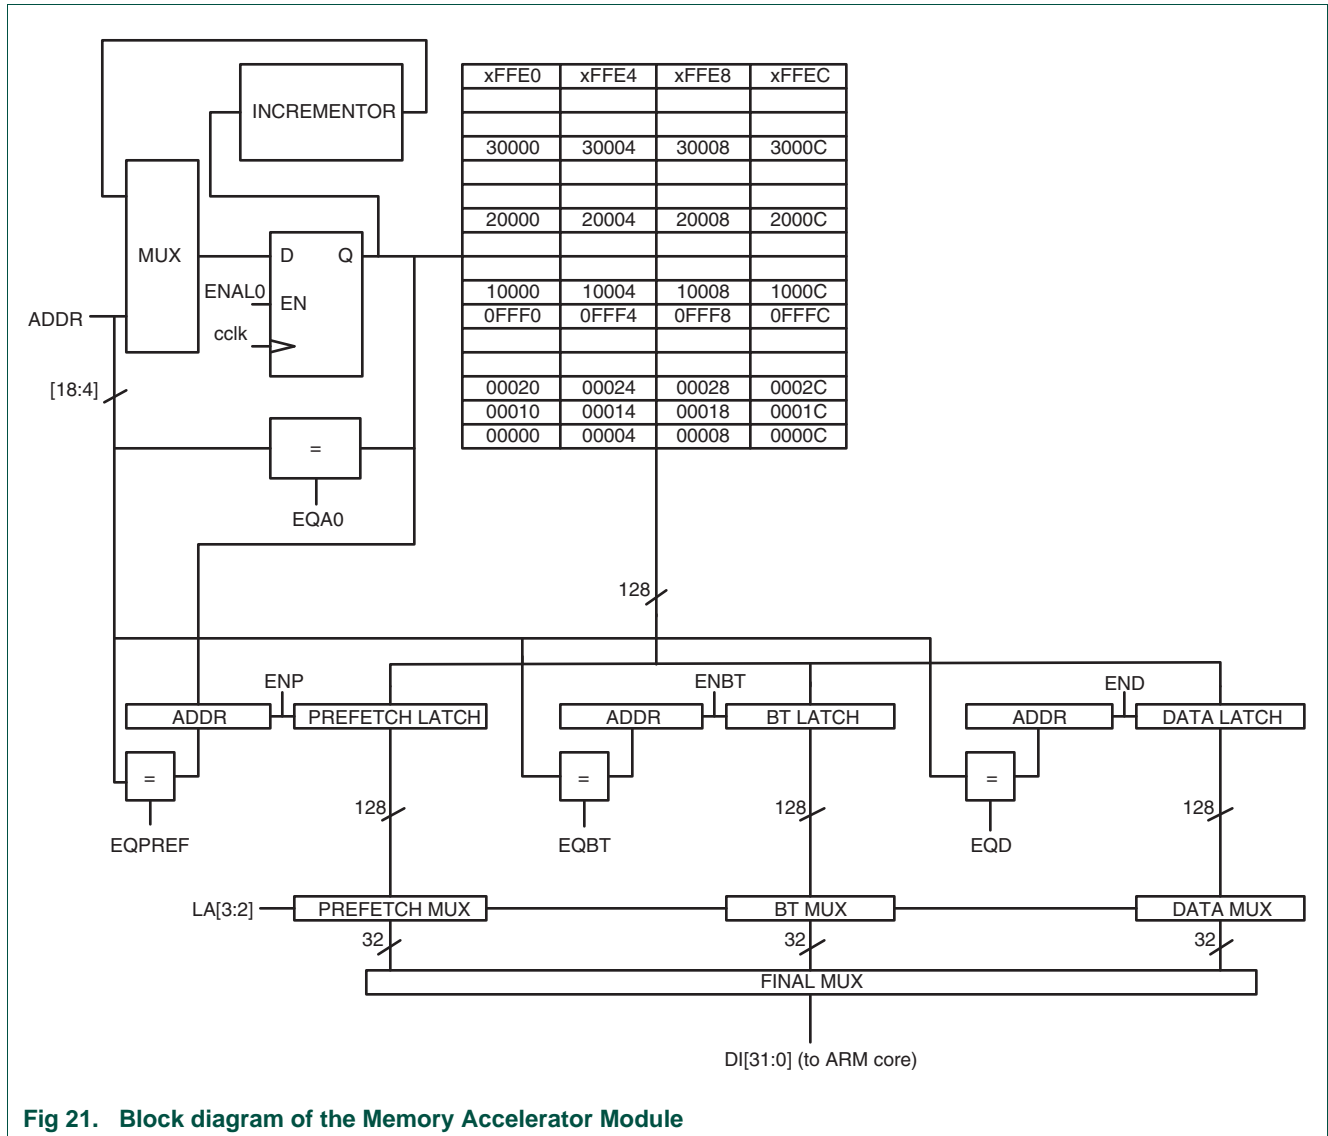 INCREMENTOR
xFFE0 xFFE4 xFFE8 xFFEC
30000 30004 30008 3000C
20000 20004 20008 2000C
MUX
D Q
ENAL0
EN
10000 10004 10008 1000C
ADDR
0FFF0 0FFF4 0FFF8 0FFFC
cclk
[18:4]
00020 00024 00028 0002C
00010 00014 00018 0001C
00000 00004 00008 0000C
=
EQA0
128
ENP ENBT END
ADDR PREFETCH LATCH ADDR BT LATCH ADDR DATA LATCH
= = =
128 128 128
EQPREF EQBT EQD
LA[3:2] PREFETCH MUX BT MUX DATA MUX
32 32 32
FINAL MUX
DI[31:0] (to ARM core)
Fig 21. Block diagram of the Memory Accelerator Module